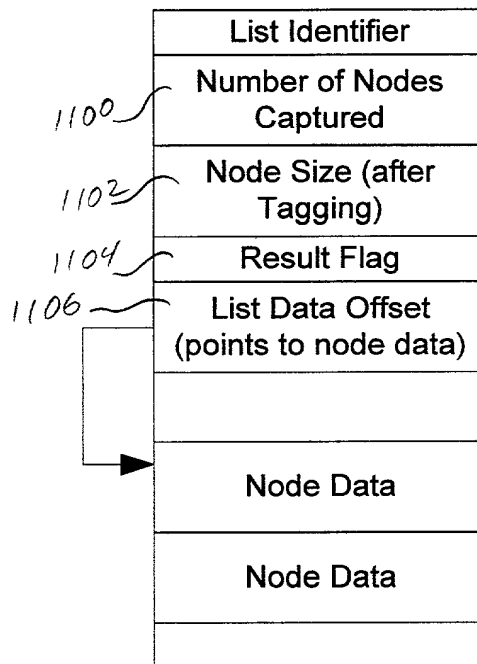 List Identifier
1100
Number of Nodes
Captured
1102
Node Size (after
Tagging)
1104
Result Flag
1106
List Data Offset
(points to node data)
Node Data
Node Data